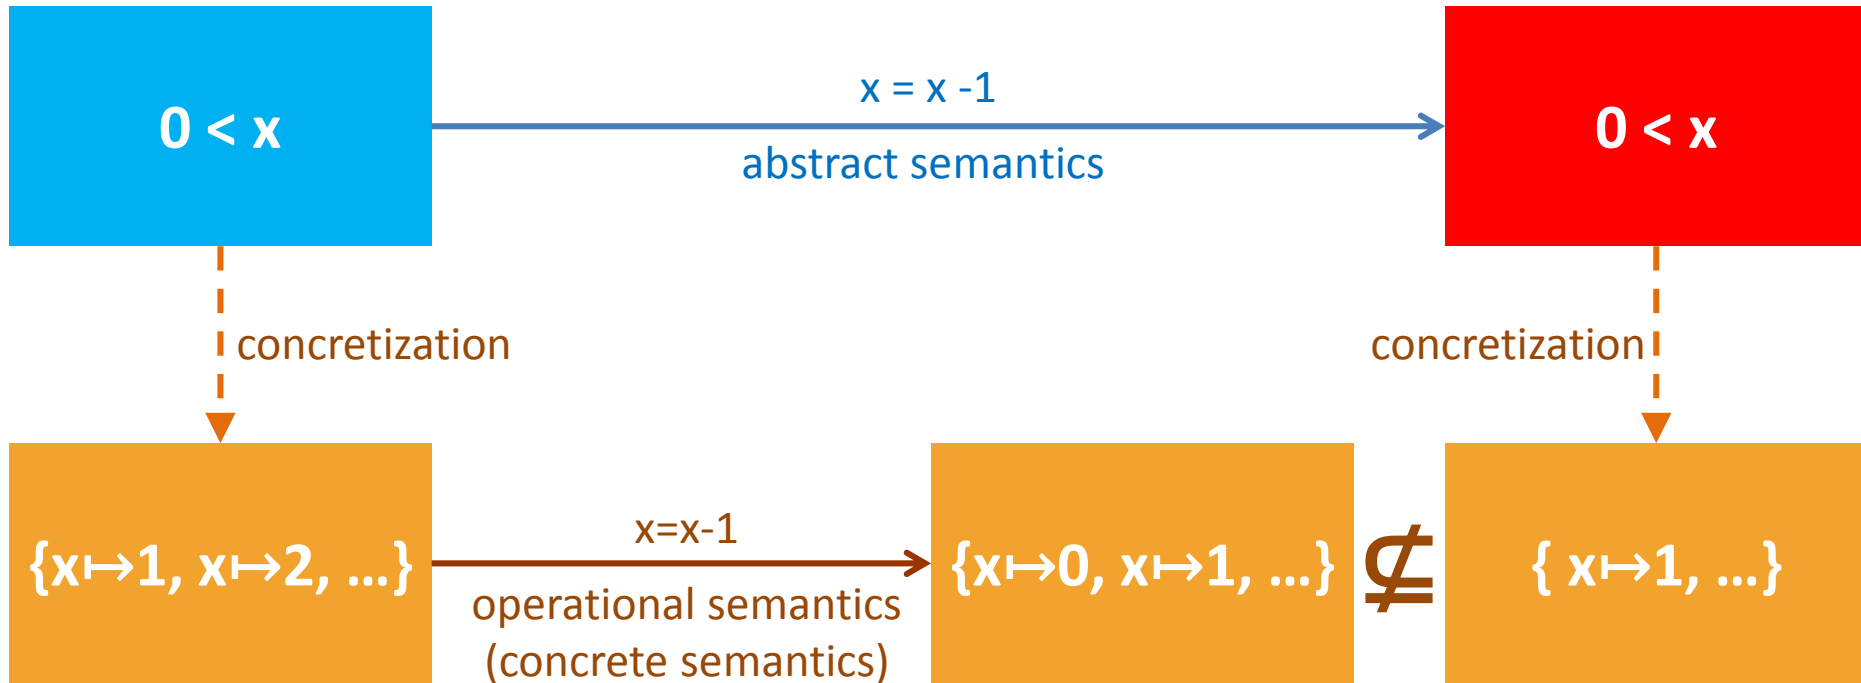 x = x -1
0 < x
0 < x
abstract semantics
concretization
concretization
x=x-1
{x↦1, x↦2, …}
{x↦0, x↦1, …}
⊈
{ x↦1, …}
operational semantics
(concrete semantics)